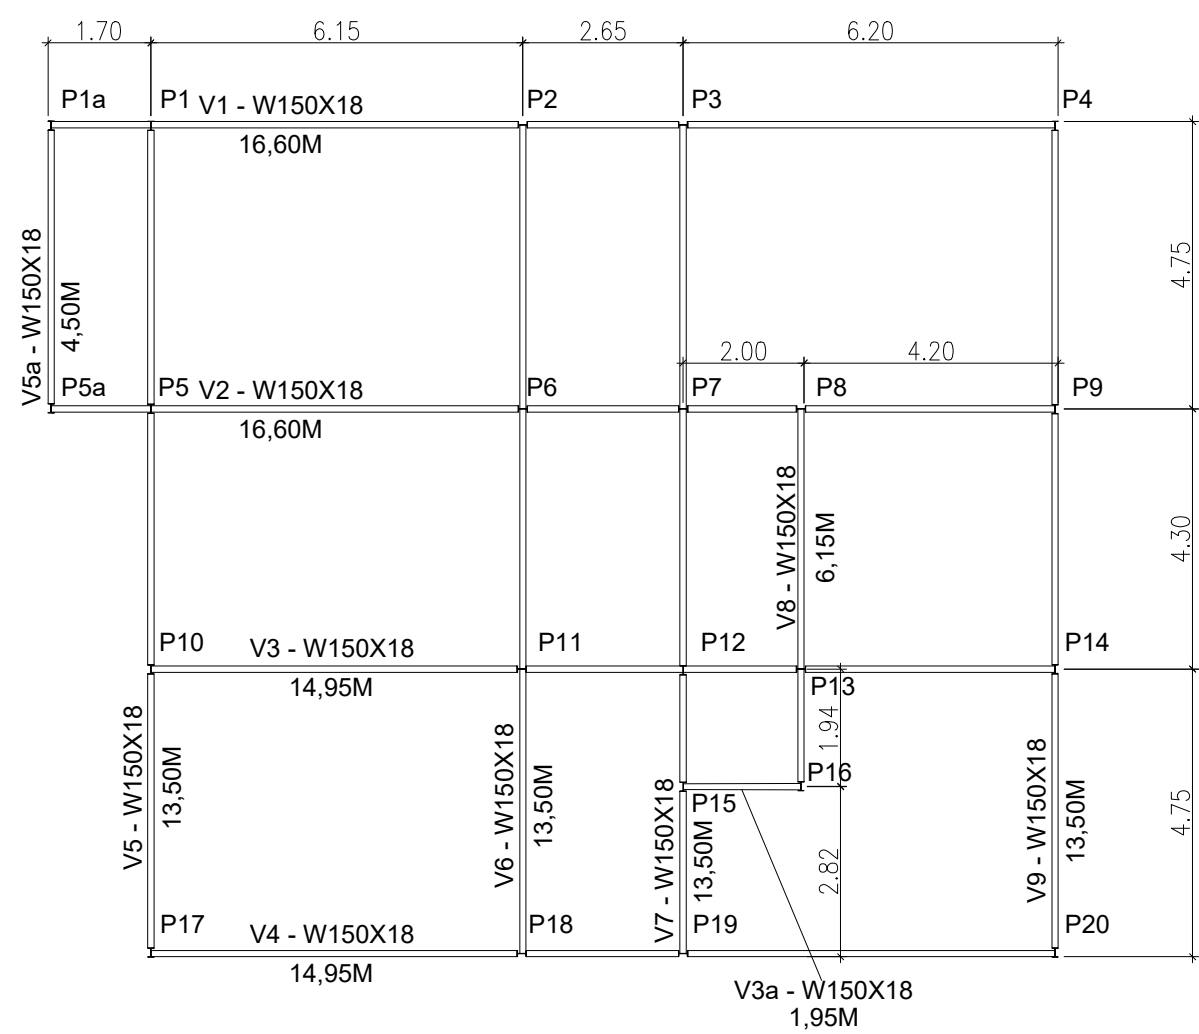 1.70
6.15
2.65
6.20
P1a
P1
V1 - W150X18
P2
P3
P4
16,60M
4.75
V5a - W150X18
4,50M
2.00
4.20
P5a
P5
V2 - W150X18
P6
P7
P8
P9
16,60M
V8 - W150X18
6,15M
4.30
P10
V3 - W150X18
P11
P12
P14
14,95M
P13
1.94
V5 - W150X18
13,50M
V6 - W150X18
13,50M
P16
P15
V7 - W150X18
13,50M
2.82
V9 - W150X18
13,50M
4.75
P17
V4 - W150X18
P18
P19
P20
14,95M
V3a - W150X18
1,95M